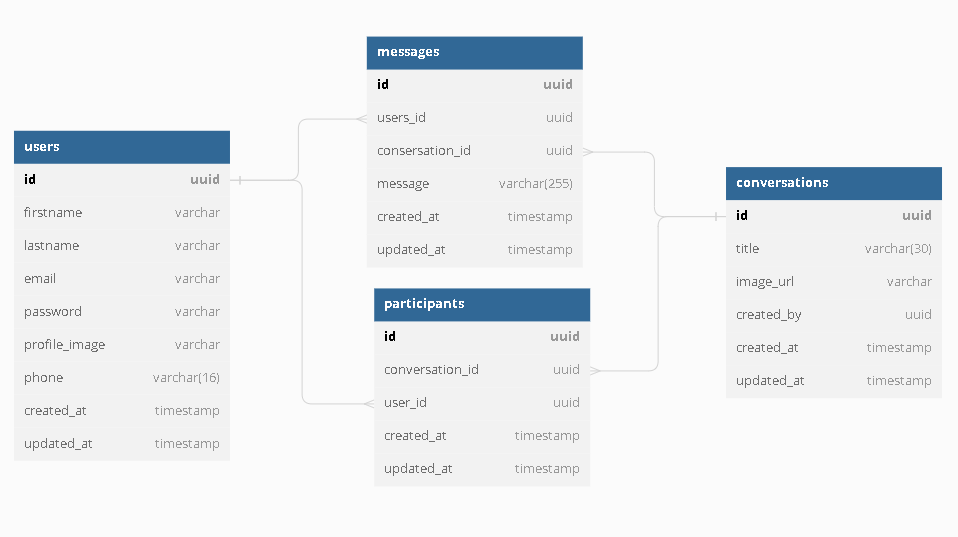 users
id uuid
firstname varchar
lastname varchar
email varchar
password varchar
profile_image varchar
phone varchar(16)
created_at timestamp
updated_at timestamp
messages
id uuid
users_id uuid
consersation_id uuid
message varchar(255)
created_at timestamp
updated_at timestamp
participants
id uuid
conversation_id uuid
user_id uuid
created_at timestamp
updated_at timestamp
conversations
id uuid
title varchar(30)
image_url varchar
created_by uuid
created_at timestamp
updated_at timestamp